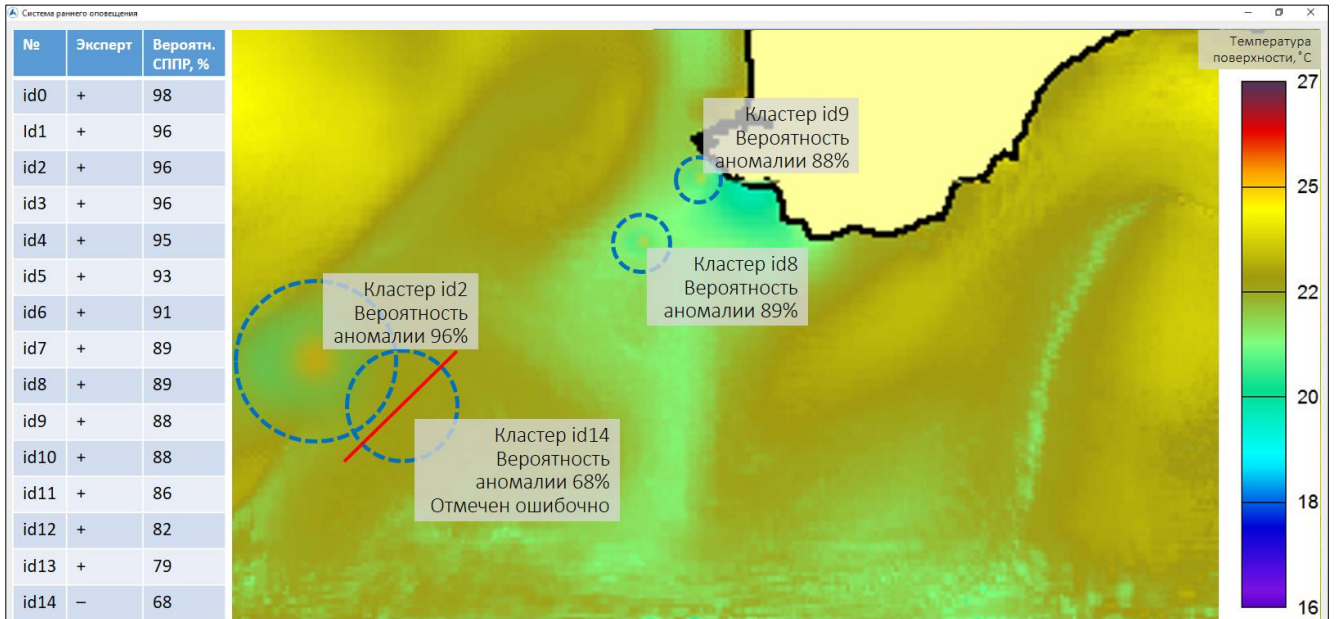 Система раннего оповещения
№ Эксперт Вероятн.
СППР, %
id0 + 98
Id1 + 96
id2 + 96
id3 + 96
id4 + 95
id5 + 93
id6 + 91
id7 + 89
id8 + 89
id9 + 88
id10 + 88
id11 + 86
id12 + 82
id13 + 79
id14 – 68
Кластер id9
Вероятность
аномалии 88%
Кластер id8
Вероятность
аномалии 89%
Кластер id2
Вероятность
аномалии 96%
Кластер id14
Вероятность
аномалии 68%
Отмечен ошибочно
Температура
поверхности,˚С
27
25
22
20
18
16